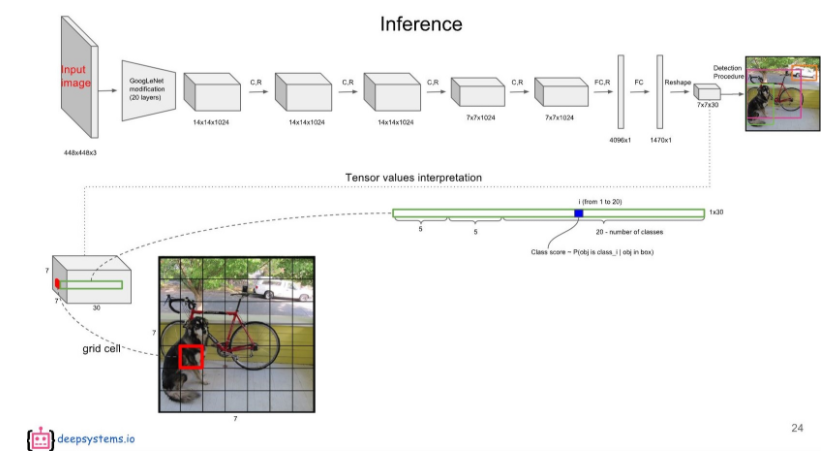 Inference
Input
image
GoogLeNet
modification
(20 layers)
C,R
C,R
C,R
C,R
FC,R
FC
Reshape
Detection
Procedure
448x448x3
14x14x1024
14x14x1024
14x14x1024
7x7x1024
7x7x1024
4096x1
1470x1
7x7x30
Tensor values interpretation
i (from 1 to 20)
1x30
5
5
20 - number of classes
Class score ~ P(obj is class_i | obj in box)
7
7
30
grid cell
7
7
deepsystems.io
24